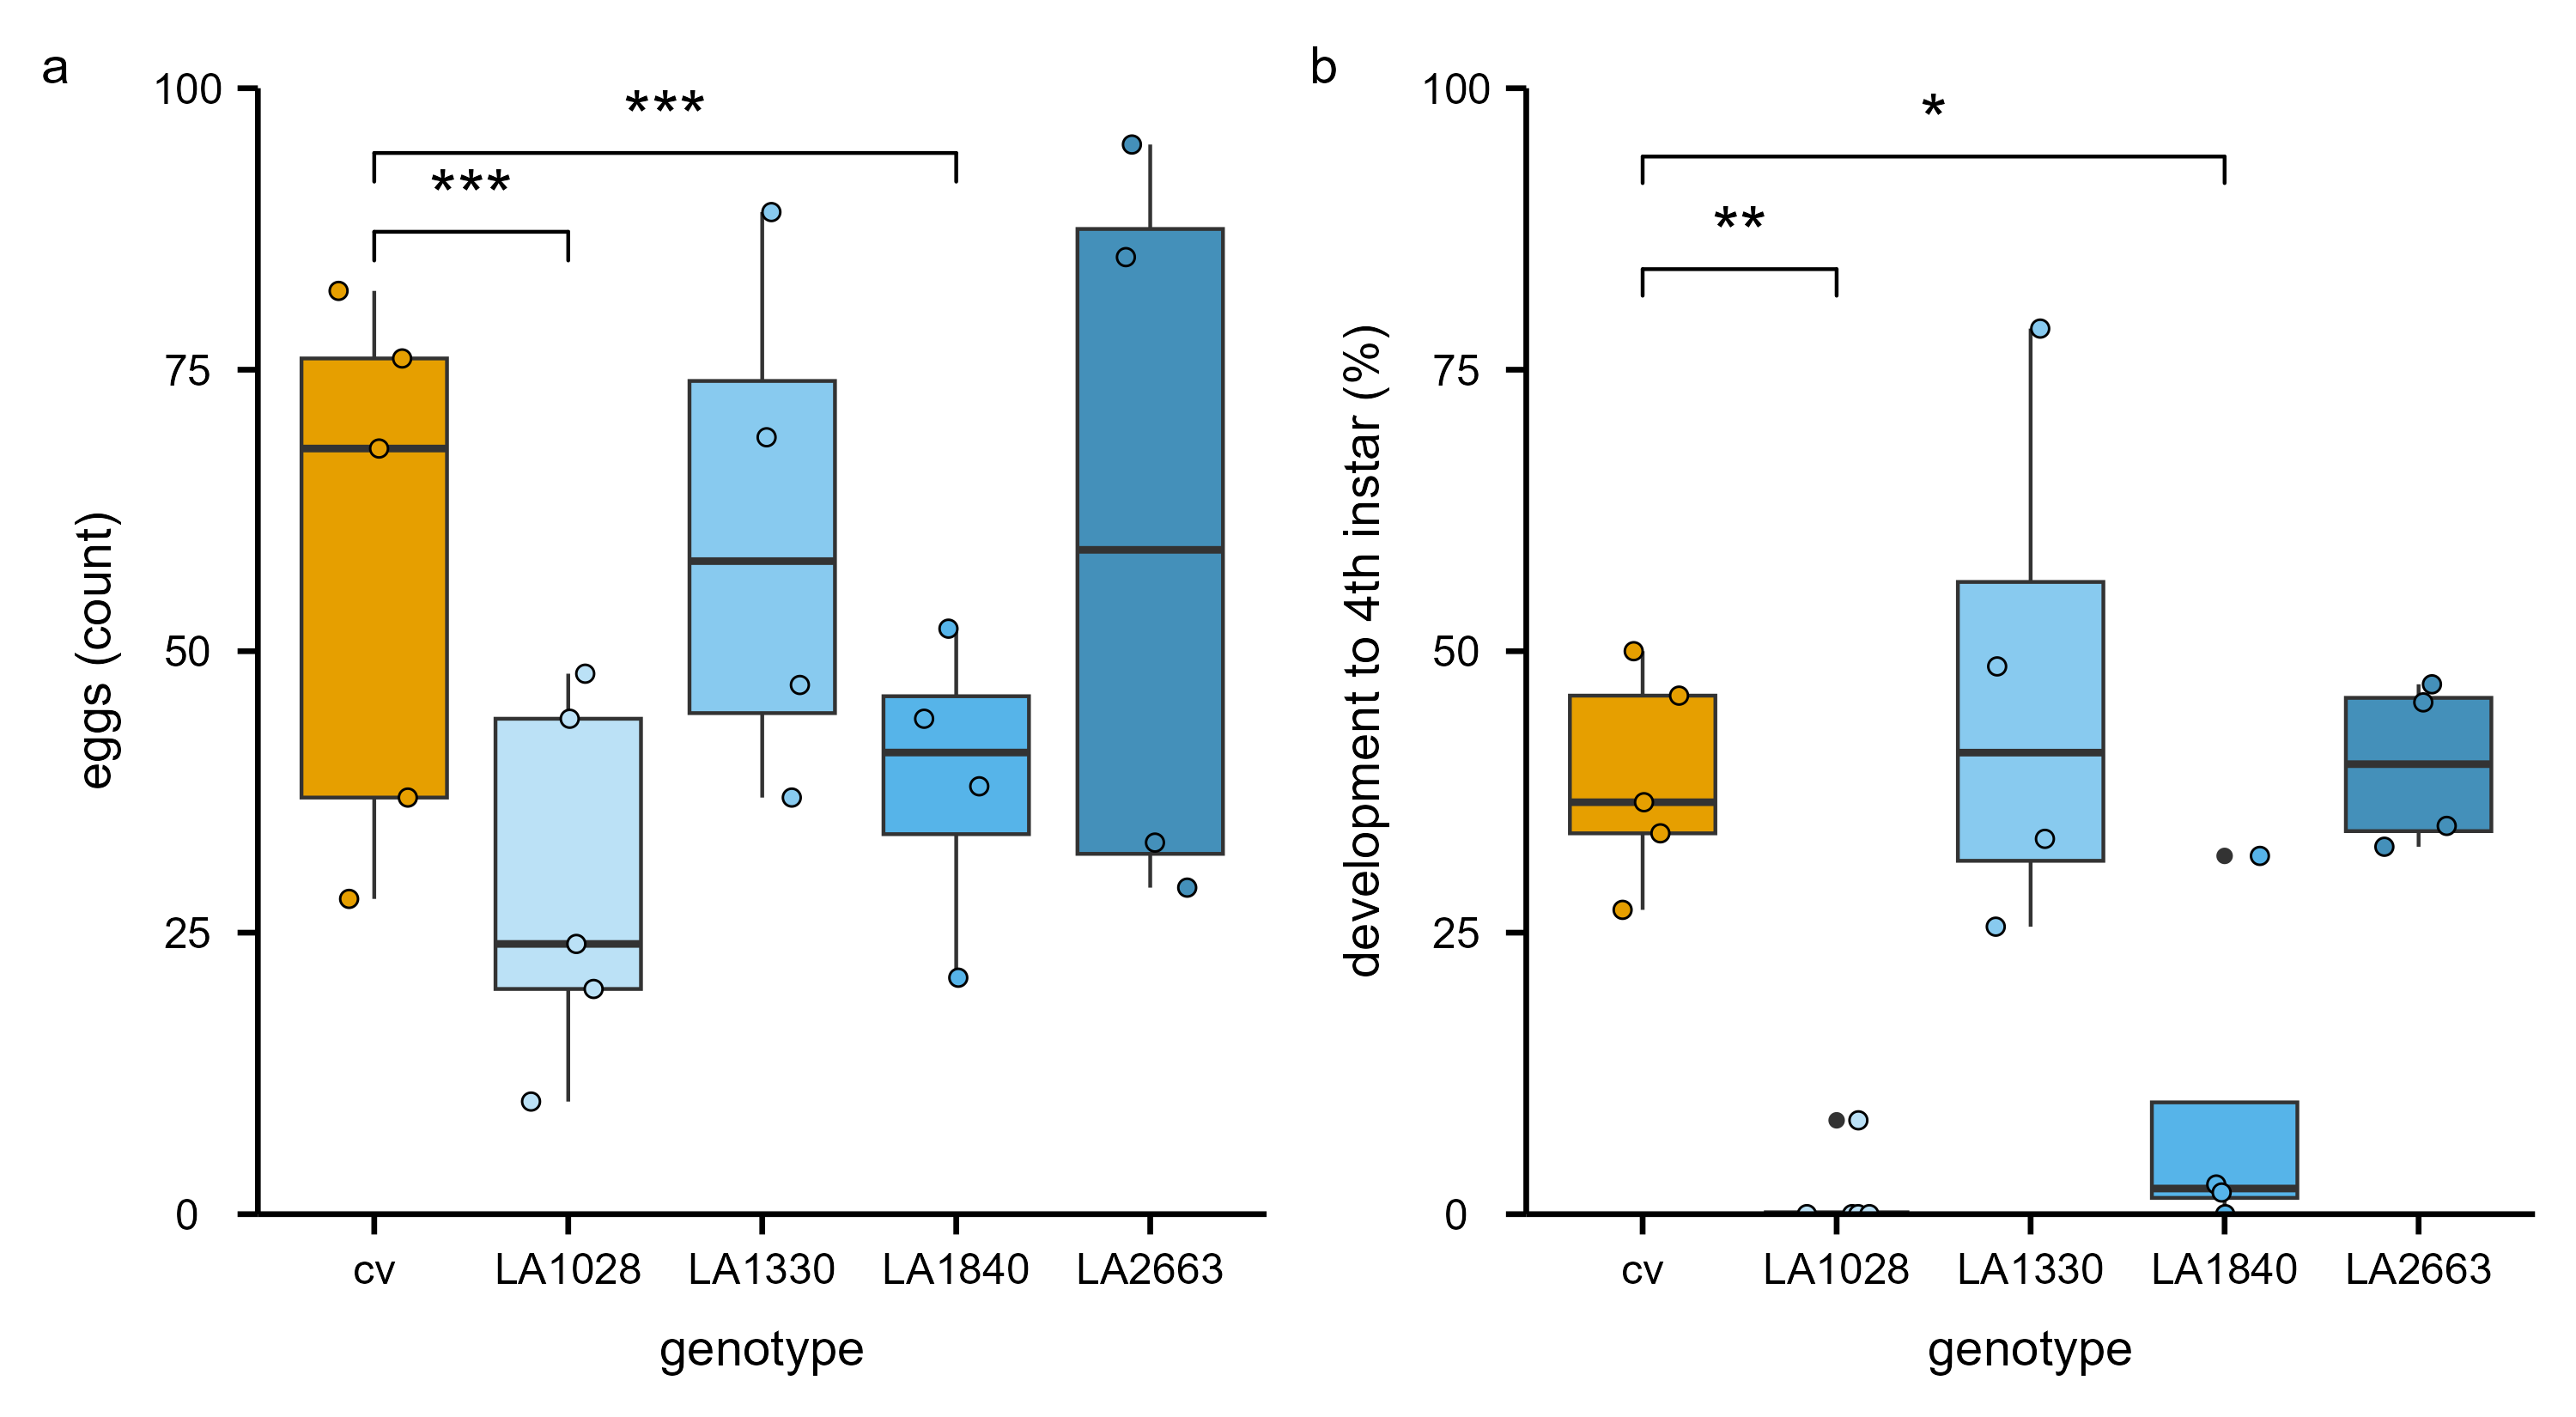 a
100
75
50
25
0
eggs (count)
***
***
cv LA1028 LA1330 LA1840 LA2663
genotype
b
100
75
50
25
0
development to 4th instar (%)
*
**
cv LA1028 LA1330 LA1840 LA2663
genotype